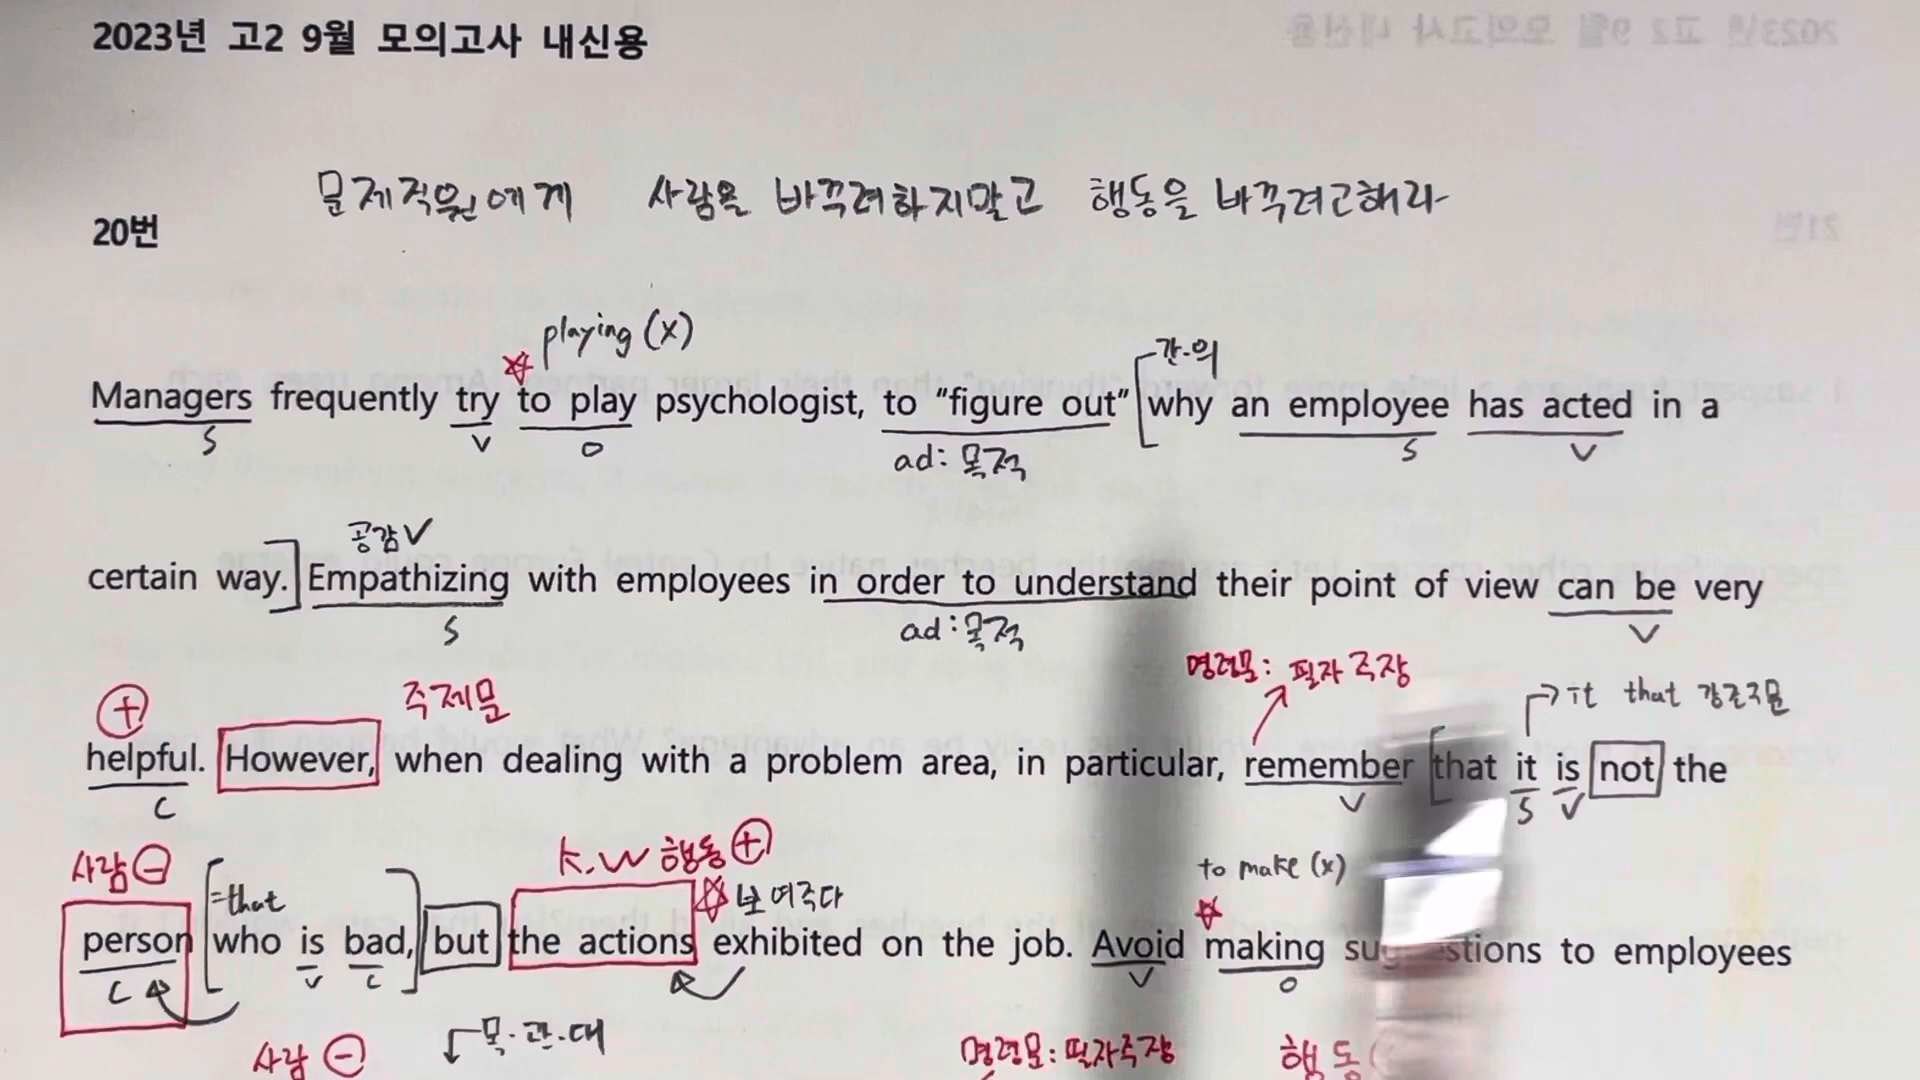 2023년 고2 9월 모의고사 내신용
문제직원에게 사람을 바꾸려하지말고 행동을 바꾸려고해라
20번
playing (x)
간·의
Managers frequently try to play psychologist, to “figure out” why an employee has acted in a
S V O ad: 목적 S V
공감 V
certain way. Empathizing with employees in order to understand their point of view can be very
S ad: 목적 V
+ 주제문 명령문: 필자 주장 it that 강조구문
helpful. However, when dealing with a problem area, in particular, remember that it is not the
C V S V
사람 - K.W 행동 + to make (x)
=that 보여주다
person who is bad, but the actions exhibited on the job. Avoid making suggestions to employees
C V C V O
사람 - 목·관·대 명령문: 필자주장 행동